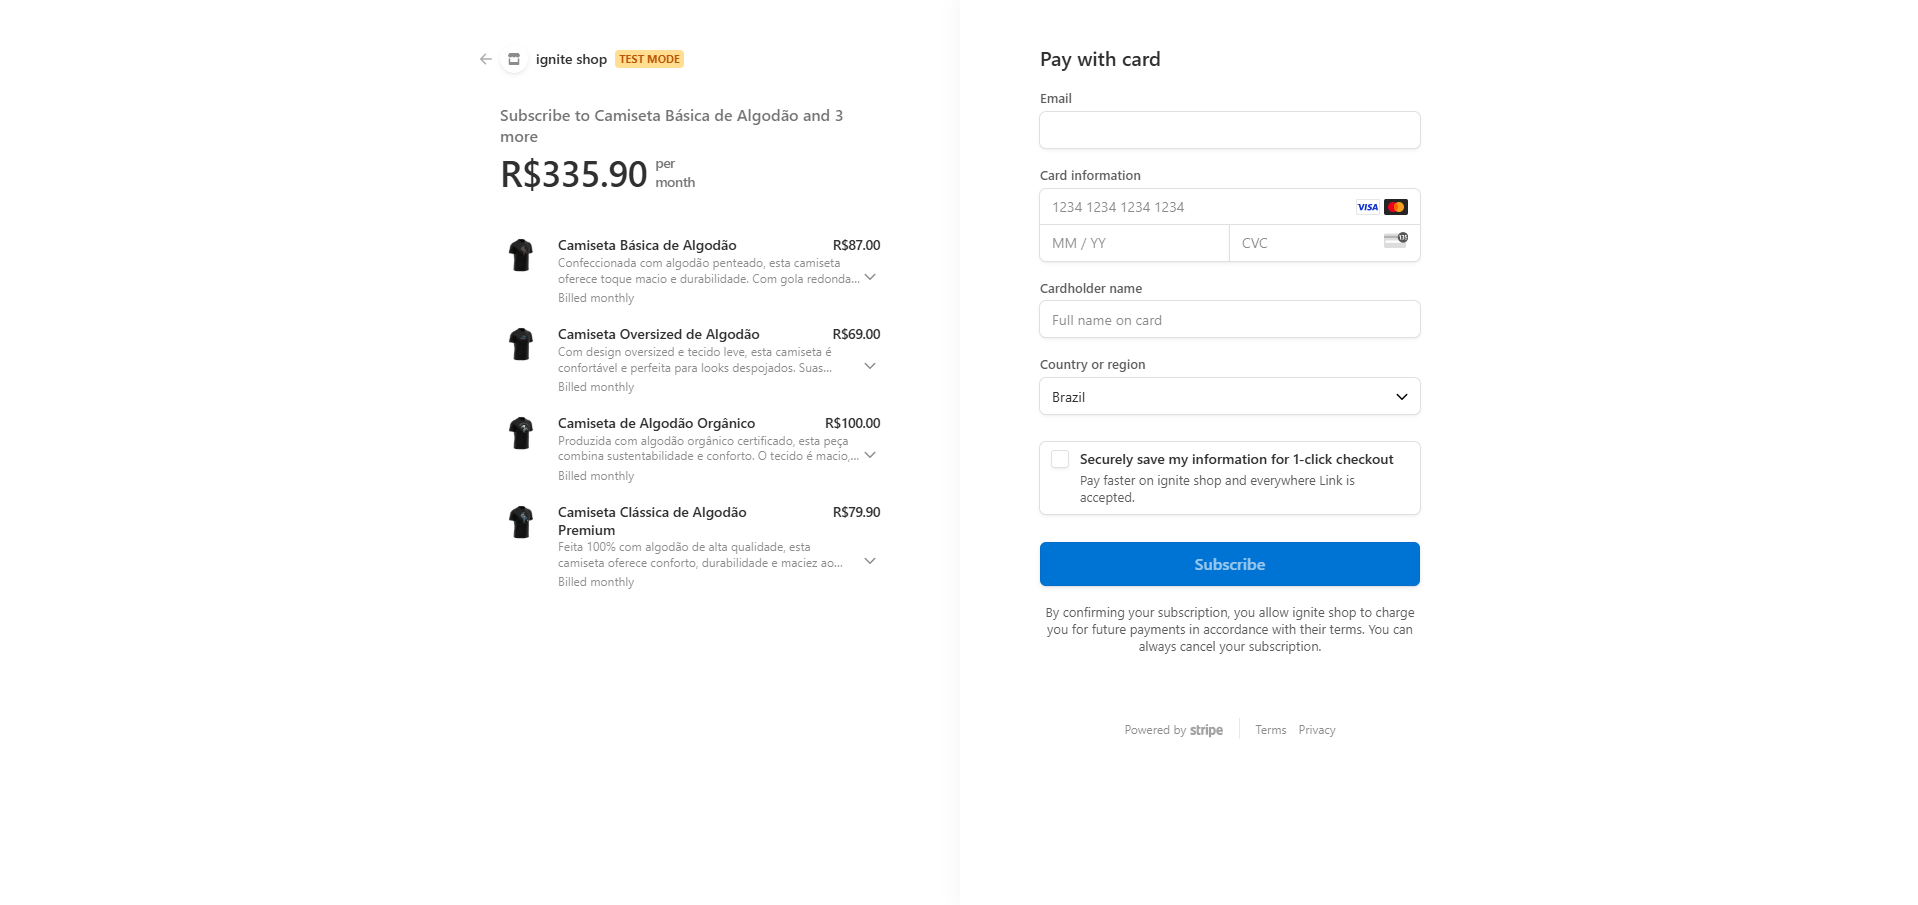 ignite shop TEST MODE
Subscribe to Camiseta Básica de Algodão and 3
more
R$335.90 per
month
Camiseta Básica de Algodão R$87.00
Confeccionada com algodão penteado, esta camiseta
oferece toque macio e durabilidade. Com gola redonda...
Billed monthly
Camiseta Oversized de Algodão R$69.00
Com design oversized e tecido leve, esta camiseta é
confortável e perfeita para looks despojados. Suas...
Billed monthly
Camiseta de Algodão Orgânico R$100.00
Produzida com algodão orgânico certificado, esta peça
combina sustentabilidade e conforto. O tecido é macio,...
Billed monthly
Camiseta Clássica de Algodão R$79.90
Premium
Feita 100% com algodão de alta qualidade, esta
camiseta oferece conforto, durabilidade e maciez ao...
Billed monthly
Pay with card
Email
Card information
1234 1234 1234 1234 VISA
MM / YY CVC
Cardholder name
Full name on card
Country or region
Brazil
Securely save my information for 1-click checkout
Pay faster on ignite shop and everywhere Link is
accepted.
Subscribe
By confirming your subscription, you allow ignite shop to charge
you for future payments in accordance with their terms. You can
always cancel your subscription.
Powered by stripe Terms Privacy